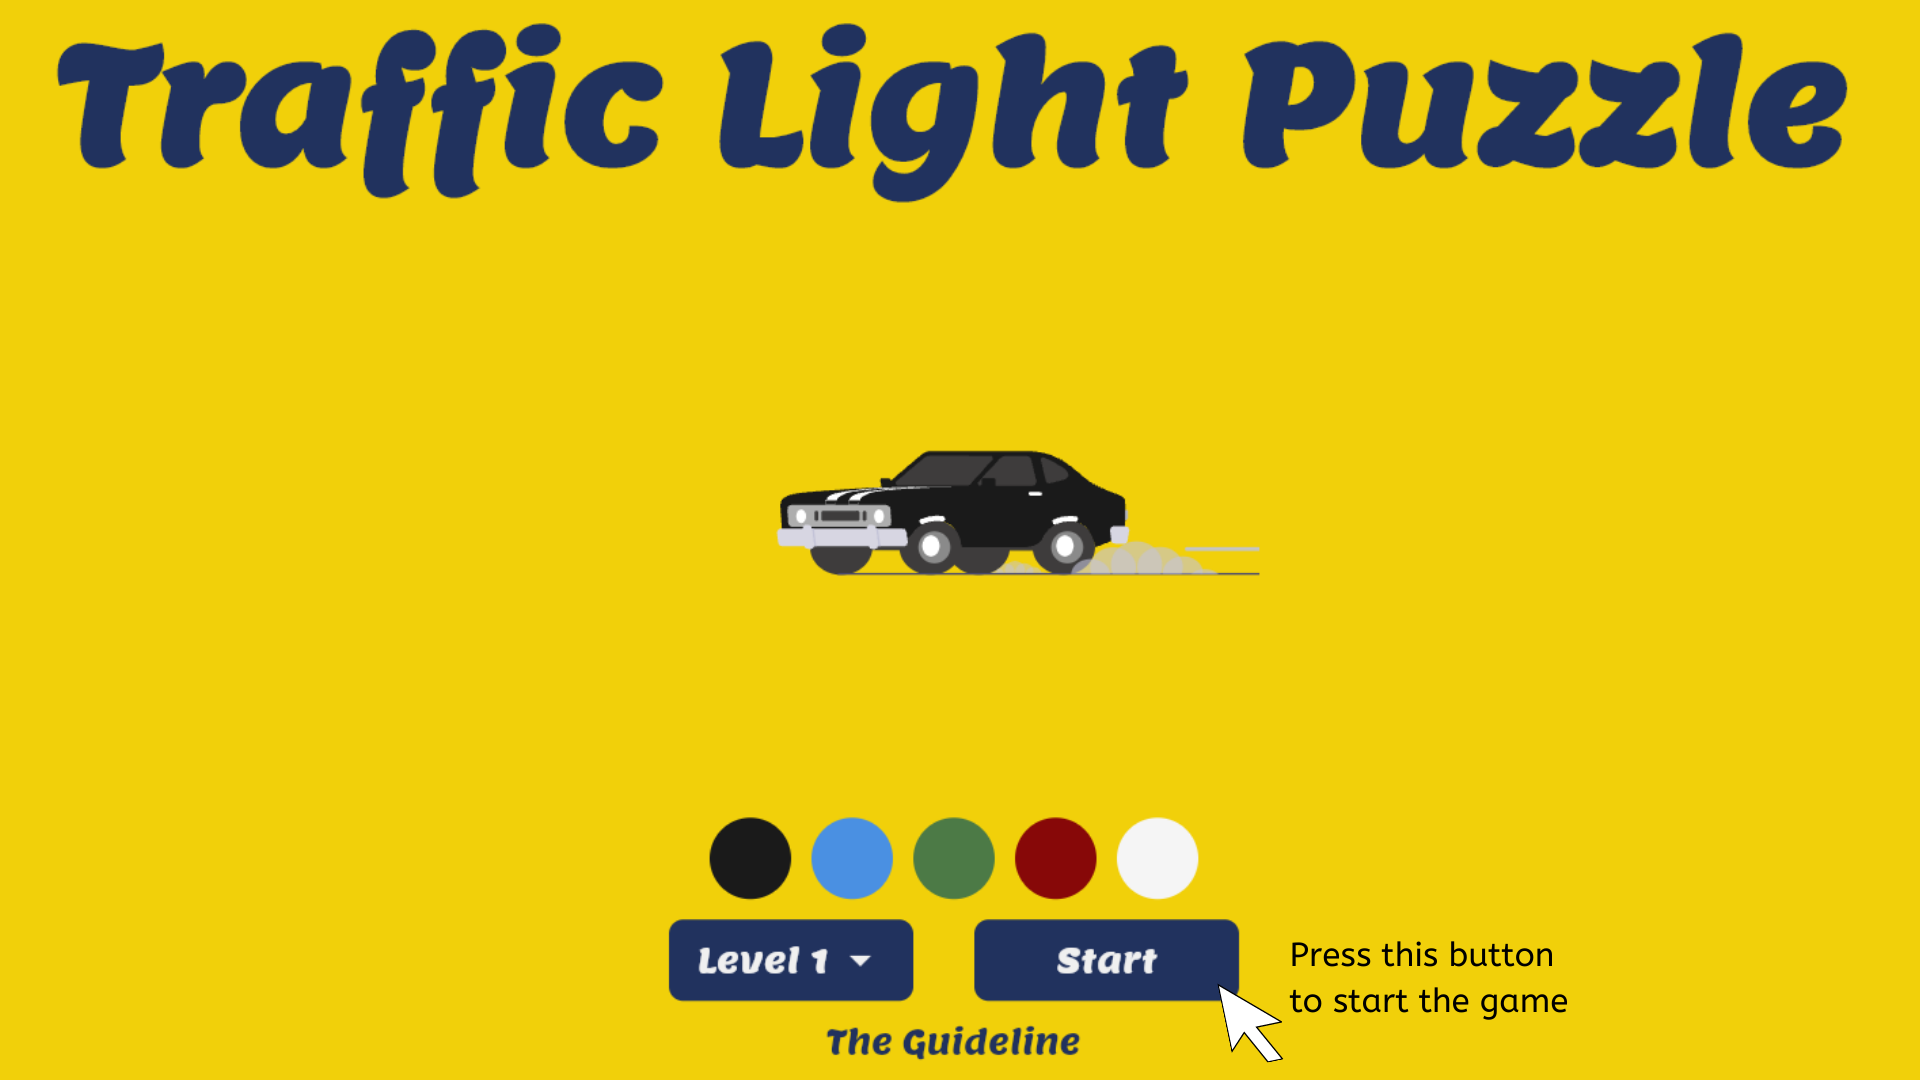 Traffic Light Puzzle
Level 1
Start
Press this button
to start the game
The Guideline